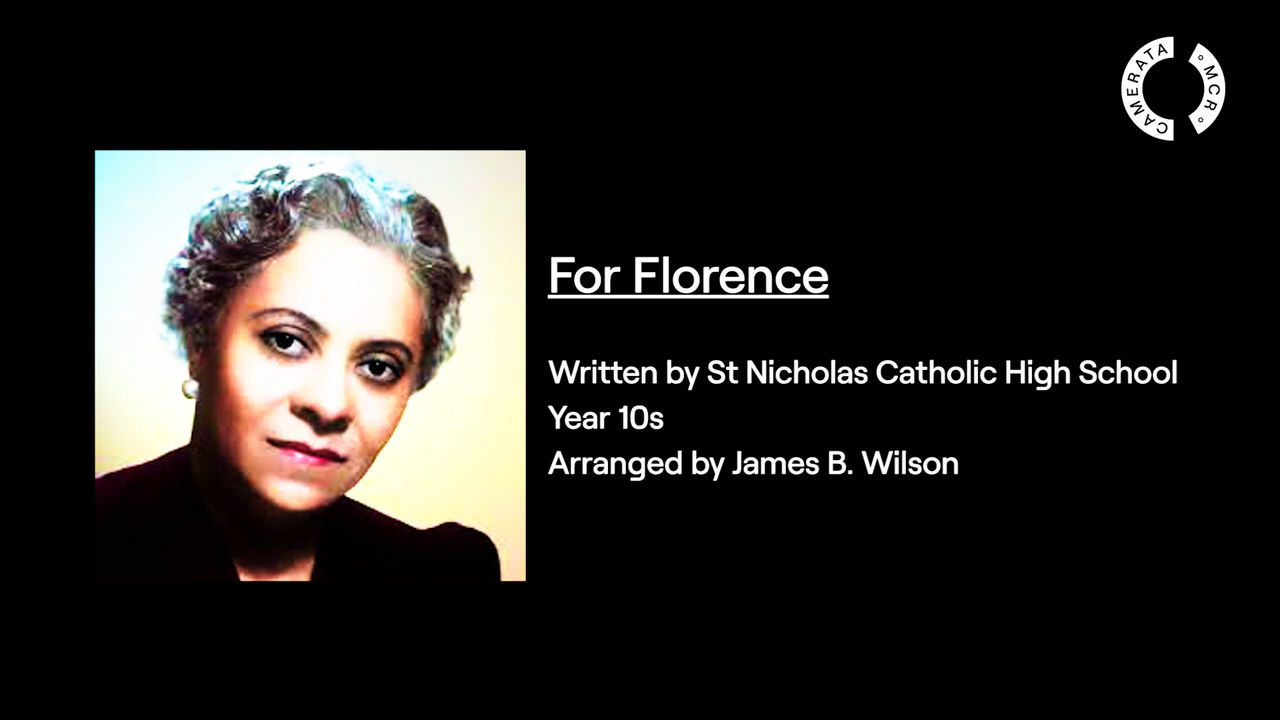 CAMERATA
MCR
For Florence
Written by St Nicholas Catholic High School
Year 10s
Arranged by James B. Wilson